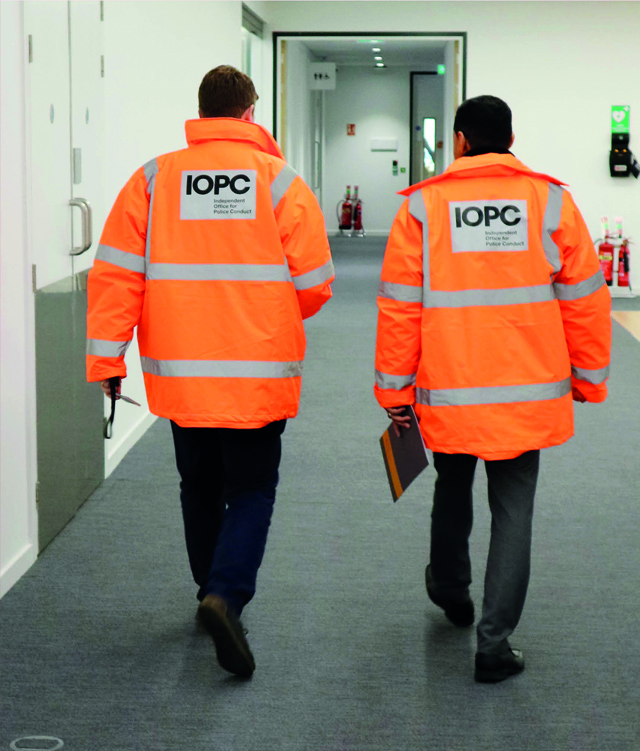 IOPC
Independent
Office for
Police Conduct
IOPC
Independent
Office for
Police Conduct